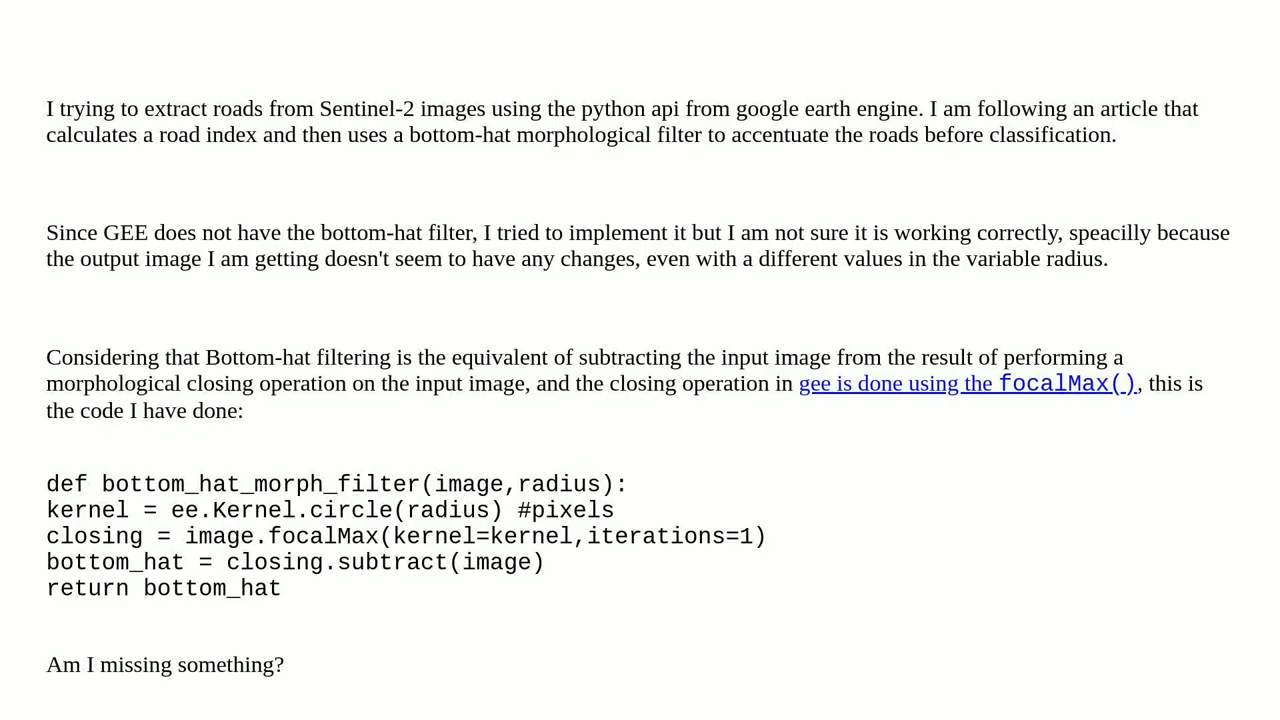 I trying to extract roads from Sentinel-2 images using the python api from google earth engine. I am following an article that
calculates a road index and then uses a bottom-hat morphological filter to accentuate the roads before classification.
Since GEE does not have the bottom-hat filter, I tried to implement it but I am not sure it is working correctly, speacilly because
the output image I am getting doesn't seem to have any changes, even with a different values in the variable radius.
Considering that Bottom-hat filtering is the equivalent of subtracting the input image from the result of performing a
morphological closing operation on the input image, and the closing operation in gee is done using the focalMax(), this is
the code I have done:
def bottom_hat_morph_filter(image,radius):
kernel = ee.Kernel.circle(radius) #pixels
closing = image.focalMax(kernel=kernel,iterations=1)
bottom_hat = closing.subtract(image)
return bottom_hat
Am I missing something?